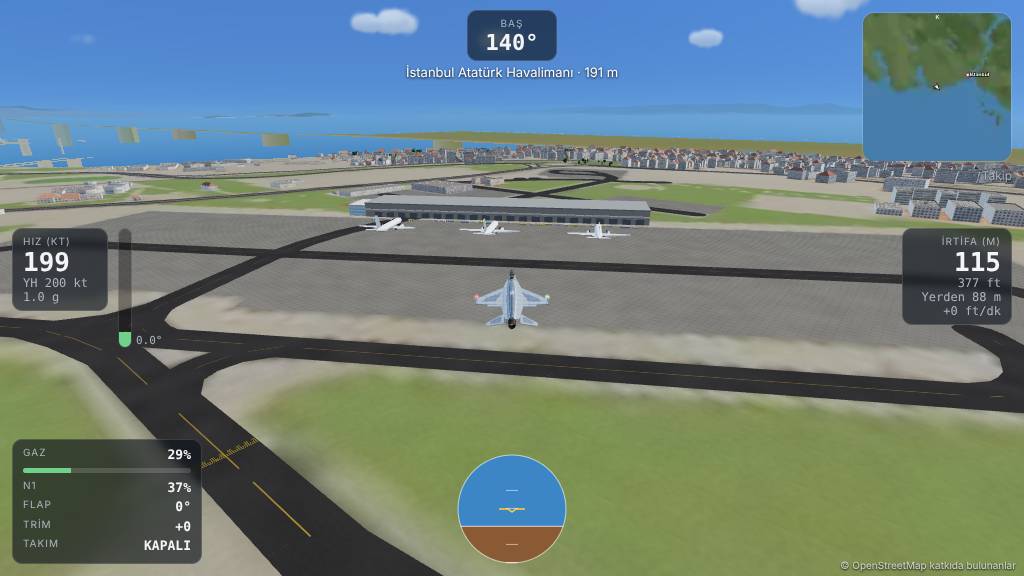 BAŞ
140°
İstanbul Atatürk Havalimanı · 191 m
K
İstanbul
Takip
HIZ (KT)
199
YH 200 kt
1.0 g
0.0°
İRTİFA (M)
115
377 ft
Yerden 88 m
+0 ft/dk
GAZ 29%
N1 37%
FLAP 0°
TRİM +0
TAKIM KAPALI
© OpenStreetMap katkıda bulunanlar